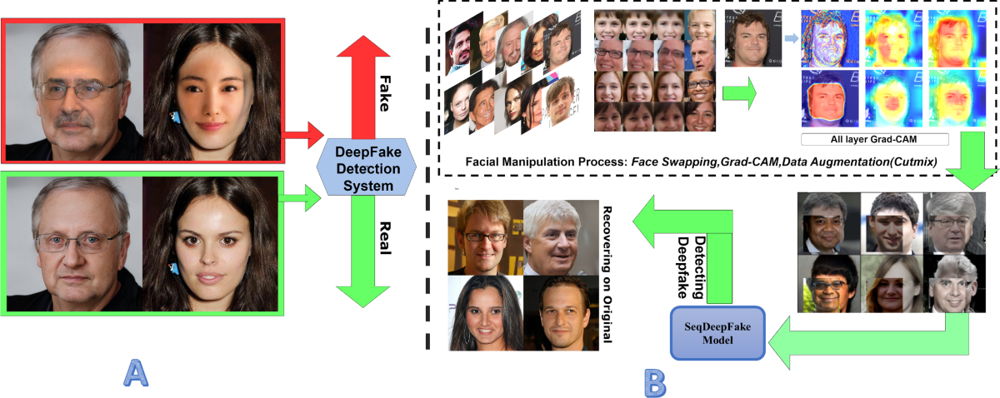 Fake
DeepFake
Detection
System
Real
A
All layer Grad-CAM
Facial Manipulation Process: Face Swapping,Grad-CAM,Data Augmentation(Cutmix)
Recovering on Original
Detecting
Deepfake
SeqDeepFake
Model
B